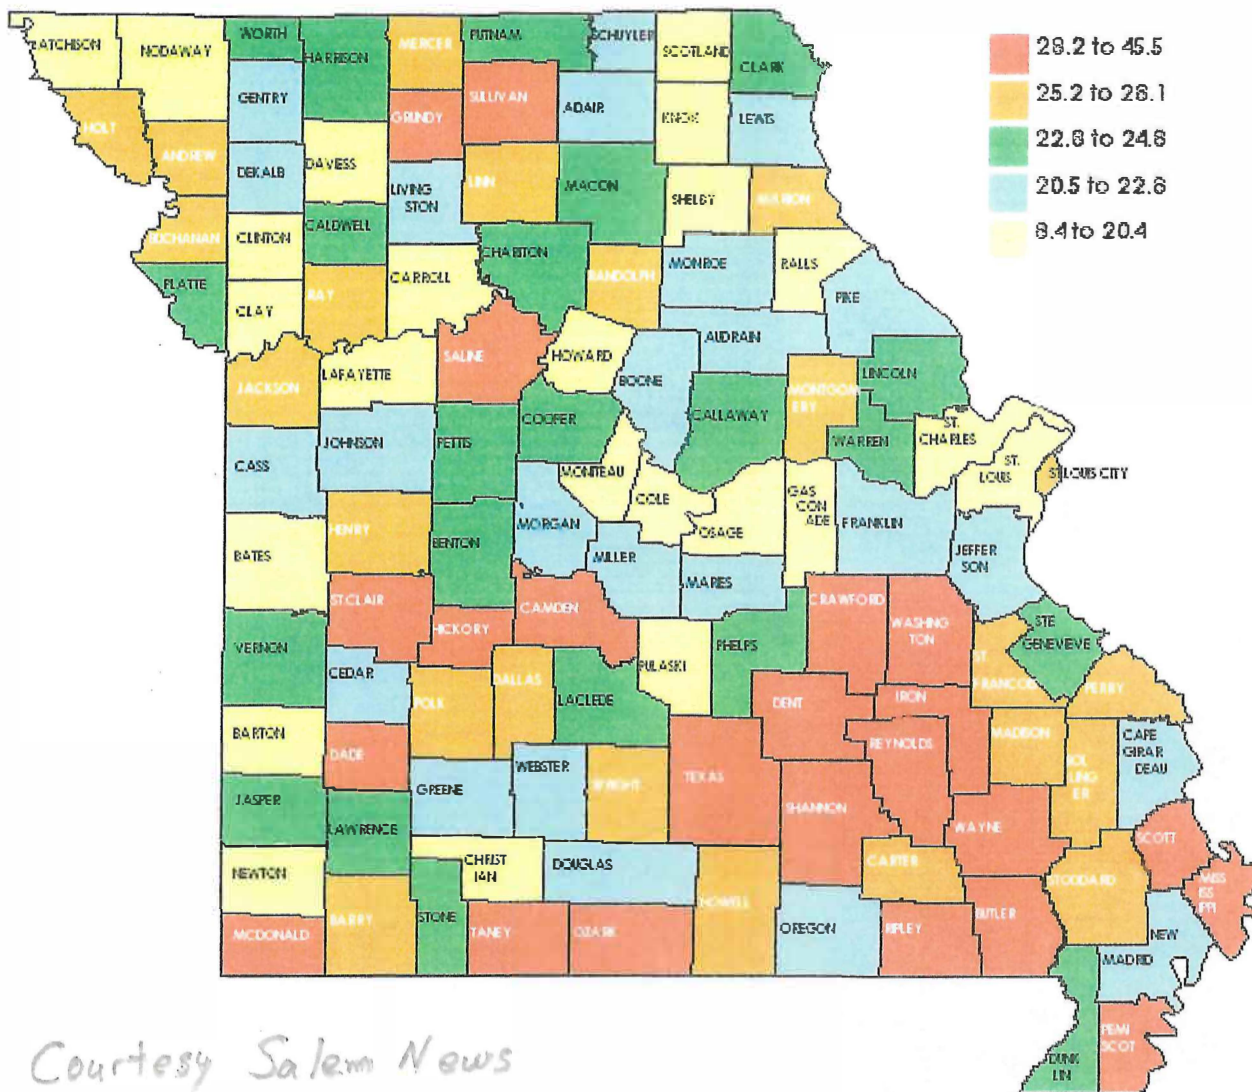 ATCHISON
NODAWAY
WORTH
HARRISON
MERCER
PUTNAM
SCHUYLER
SCOTLAND
CLARK
28.2 to 45.5
25.2 to 28.1
22.8 to 24.8
20.5 to 22.8
8.4 to 20.4
HOLT
ANDREW
GENTRY
GRUNDY
SULLIVAN
ADAIR
KNOX
LEWIS
DEKALB
DAVIESS
LIVING
STON
LINN
MACON
SHELBY
MARION
BUCHANAN
CLINTON
CALDWELL
CHARITON
RANDOLPH
MONROE
RALLS
PLATTE
CLAY
RAY
CARROLL
PIKE
JACKSON
LAFAYETTE
SALINE
HOWARD
BOONE
AUDRAIN
MONTGOM
ERY
LINCOLN
CASS
JOHNSON
PETTIS
COOPER
CALLAWAY
WARREN
ST.
CHARLES
ST.
LOUIS
ST.LOUIS CITY
MONITEAU
COLE
OSAGE
GAS
CON
ADE
FRANKLIN
JEFFER
SON
BATES
HENRY
BENTON
MORGAN
MILLER
MARIES
ST.CLAIR
HICKORY
CAMDEN
CRAWFORD
WASHING
TON
STE
GENEVIEVE
VERNON
CEDAR
POLK
DALLAS
LACLEDE
PULASKI
PHELPS
DENT
IRON
ST.
FRANCOIS
PERRY
BARTON
DADE
GREENE
WEBSTER
WRIGHT
TEXAS
REYNOLDS
MADISON
BOL
LING
ER
CAPE
GIRAR
DEAU
JASPER
LAWRENCE
SHANNON
WAYNE
SCOTT
NEWTON
CHRIST
IAN
DOUGLAS
HOWELL
CARTER
STODDARD
MISS
ISS
IPPI
MCDONALD
BARRY
STONE
TANEY
OZARK
OREGON
RIPLEY
BUTLER
NEW
MADRID
DUNK
LIN
PEMI
SCOT
Courtesy Salem News